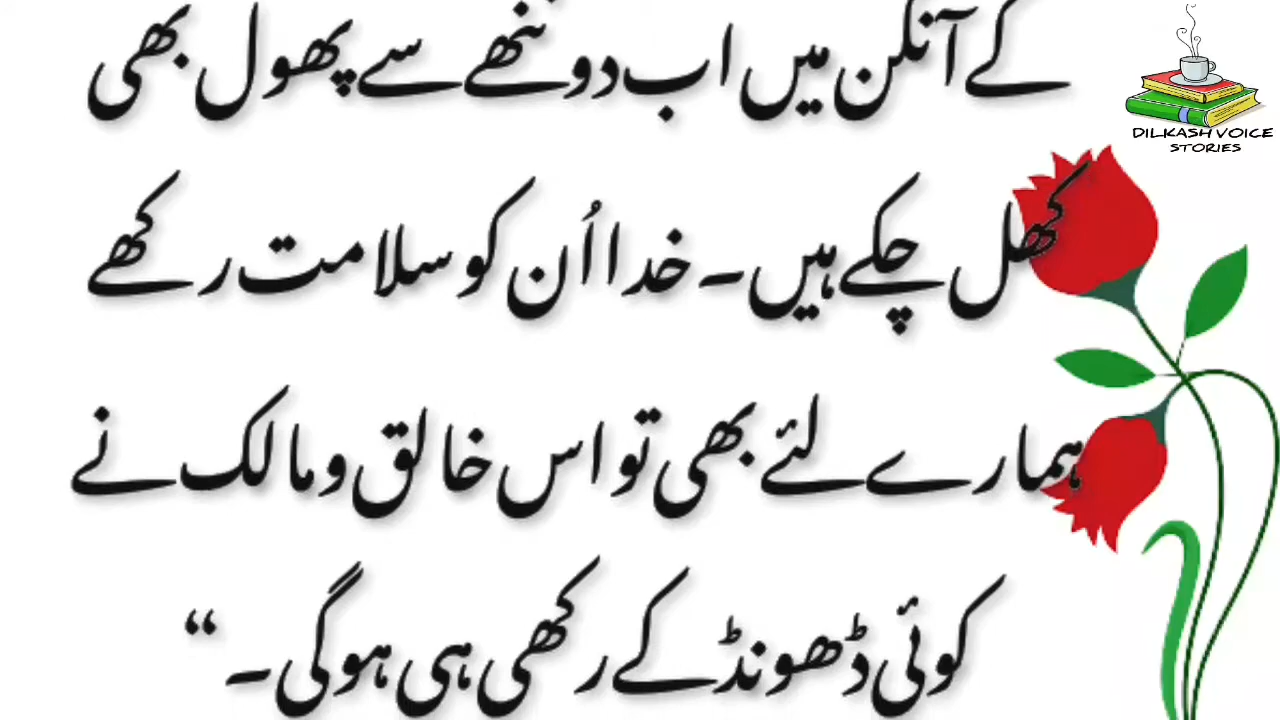 کے آنگن میں اب دو ننھے سے پھول بھی
کھل چکے ہیں۔ خدا اُن کو سلامت رکھے
ہمارے لئے بھی تو اس خالق و مالک نے
کوئی ڈھونڈ کے رکھی ہی ہوگی۔“
DILKASH VOICE
STORIES